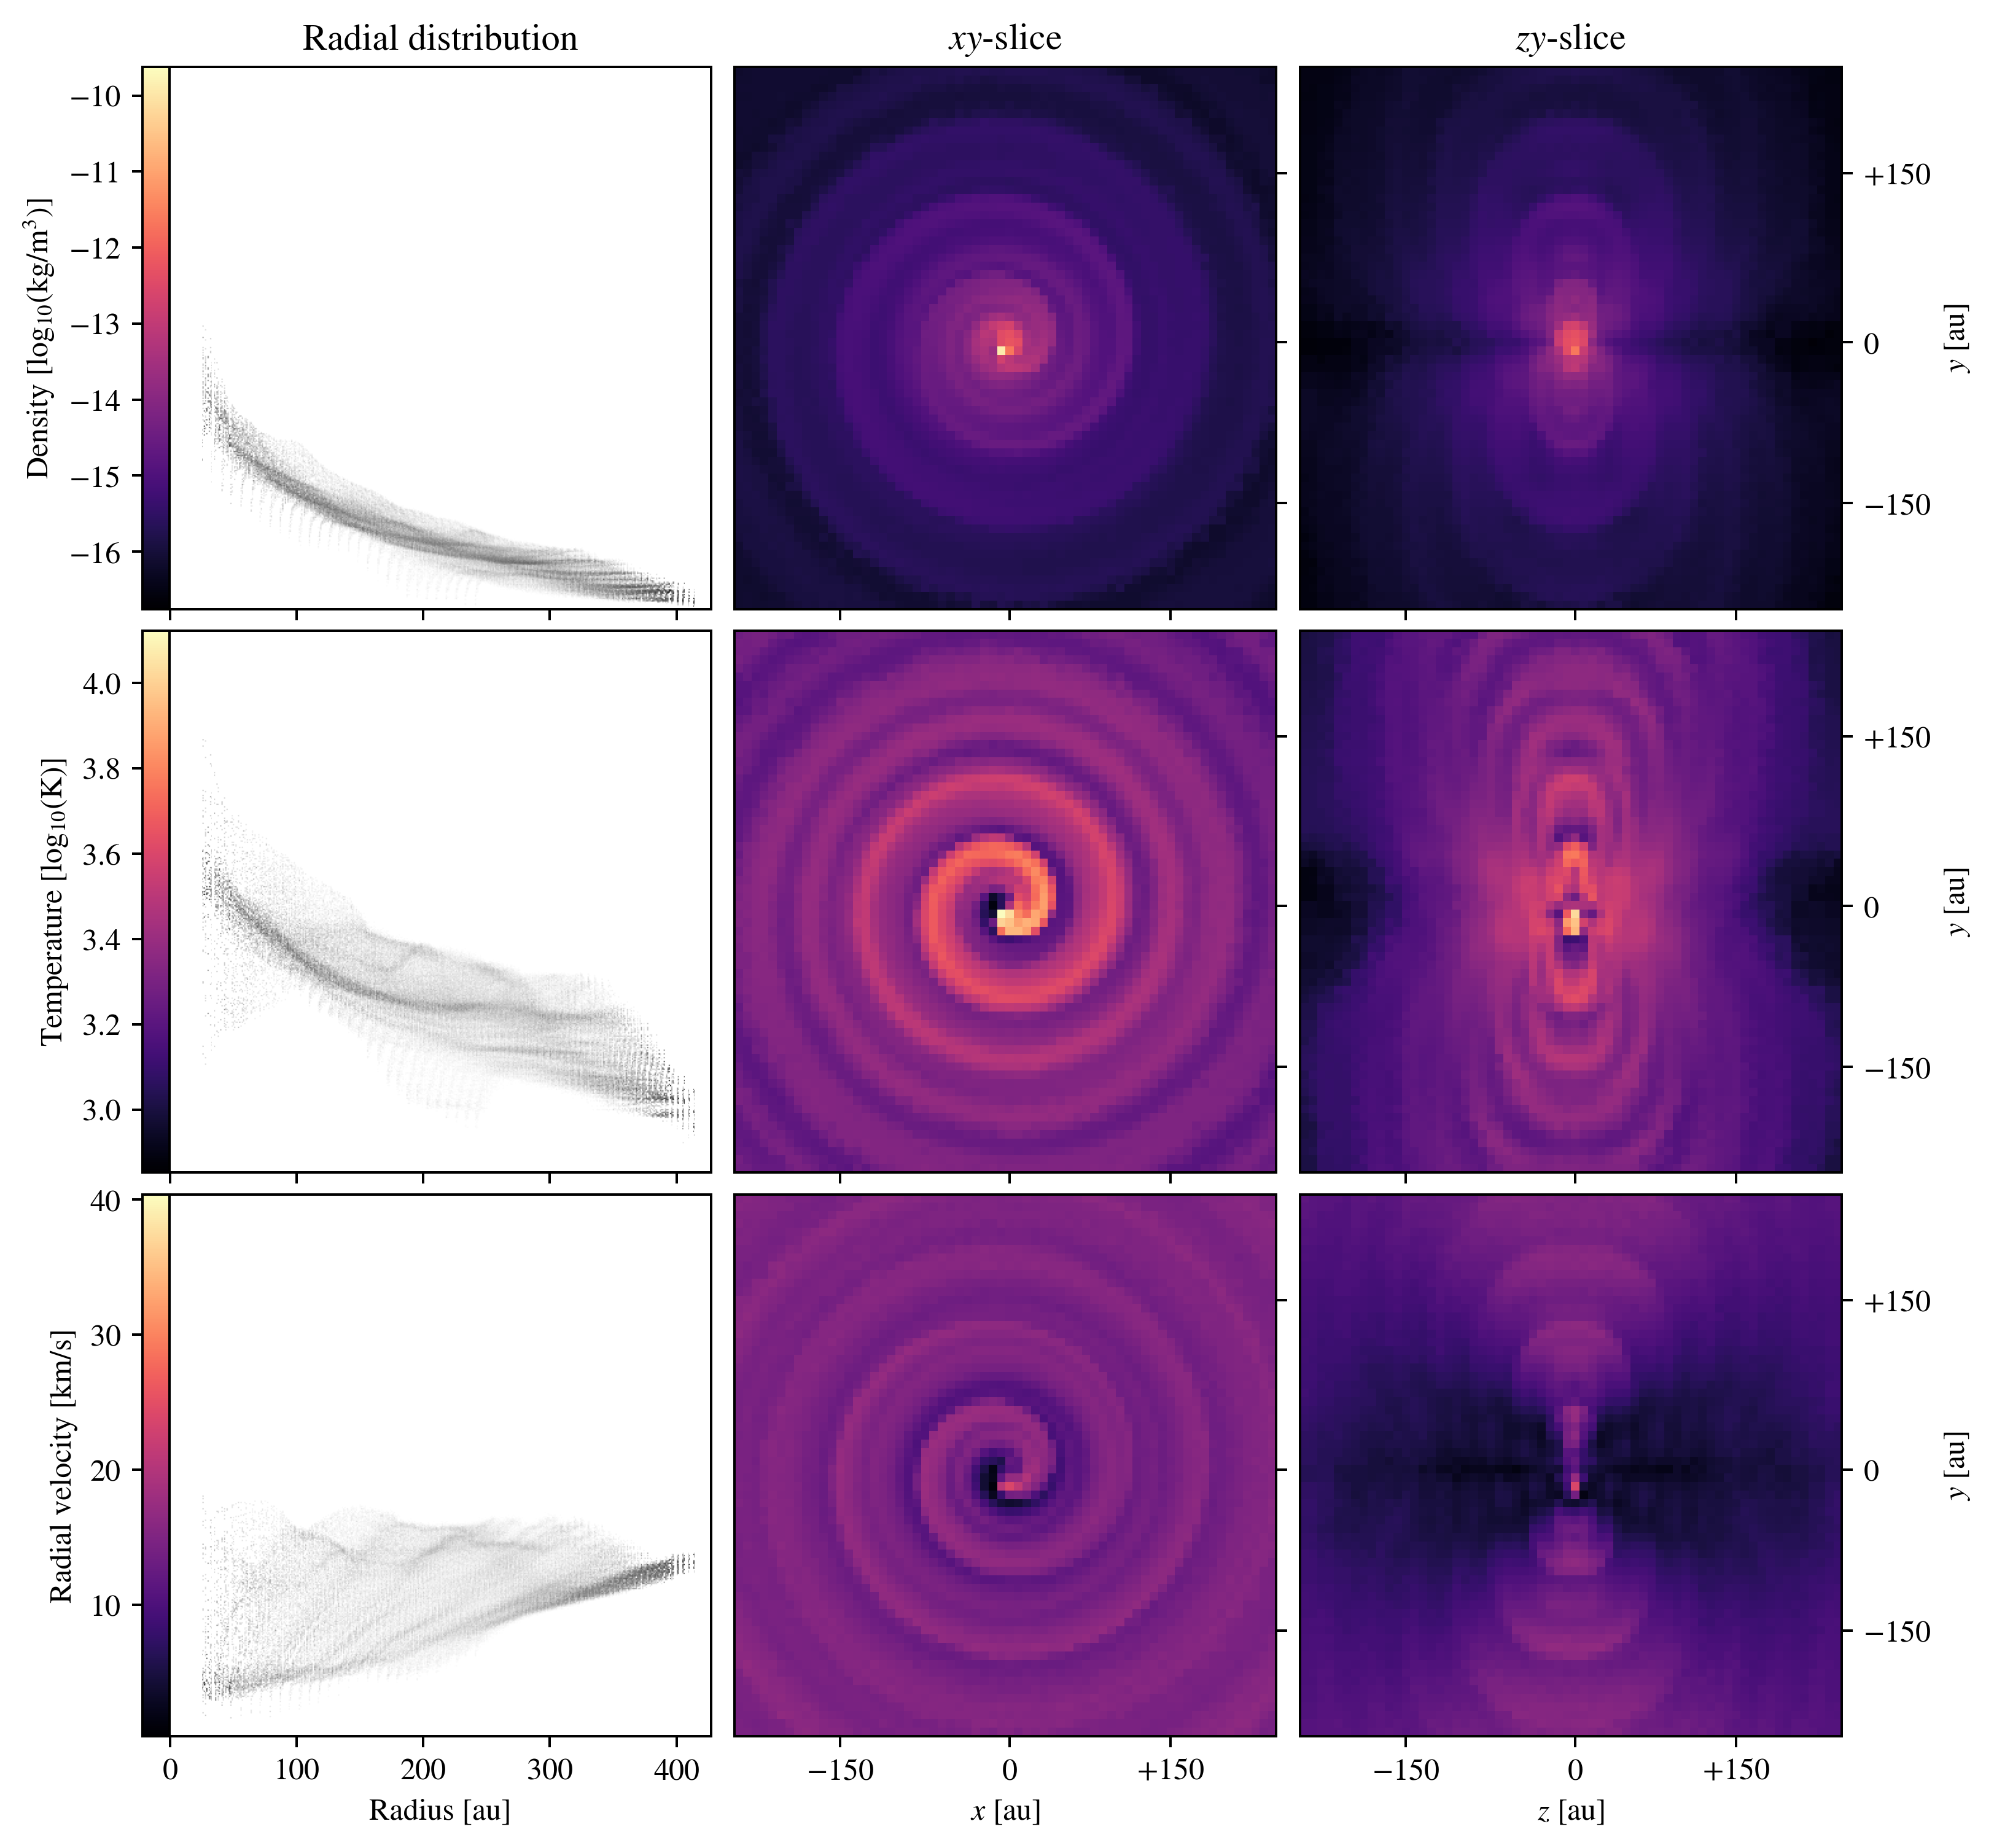 Radial distribution
xy-slice
zy-slice
Density [log10(kg/m3)]
−10
−11
−12
−13
−14
−15
−16
+150
0
−150
y [au]
Temperature [log10(K)]
4.0
3.8
3.6
3.4
3.2
3.0
+150
0
−150
y [au]
Radial velocity [km/s]
40
30
20
10
+150
0
−150
y [au]
0 100 200 300 400
−150 0 +150
−150 0 +150
Radius [au]
x [au]
z [au]